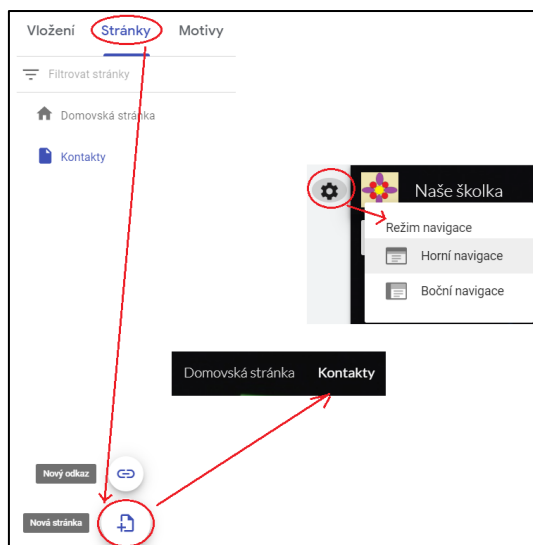 Vložení Stránky Motivy
Filtrovat stránky
Domovská stránka
Kontakty
Naše školka
Režim navigace
Horní navigace
Boční navigace
Domovská stránka Kontakty
Nový odkaz
Nová stránka